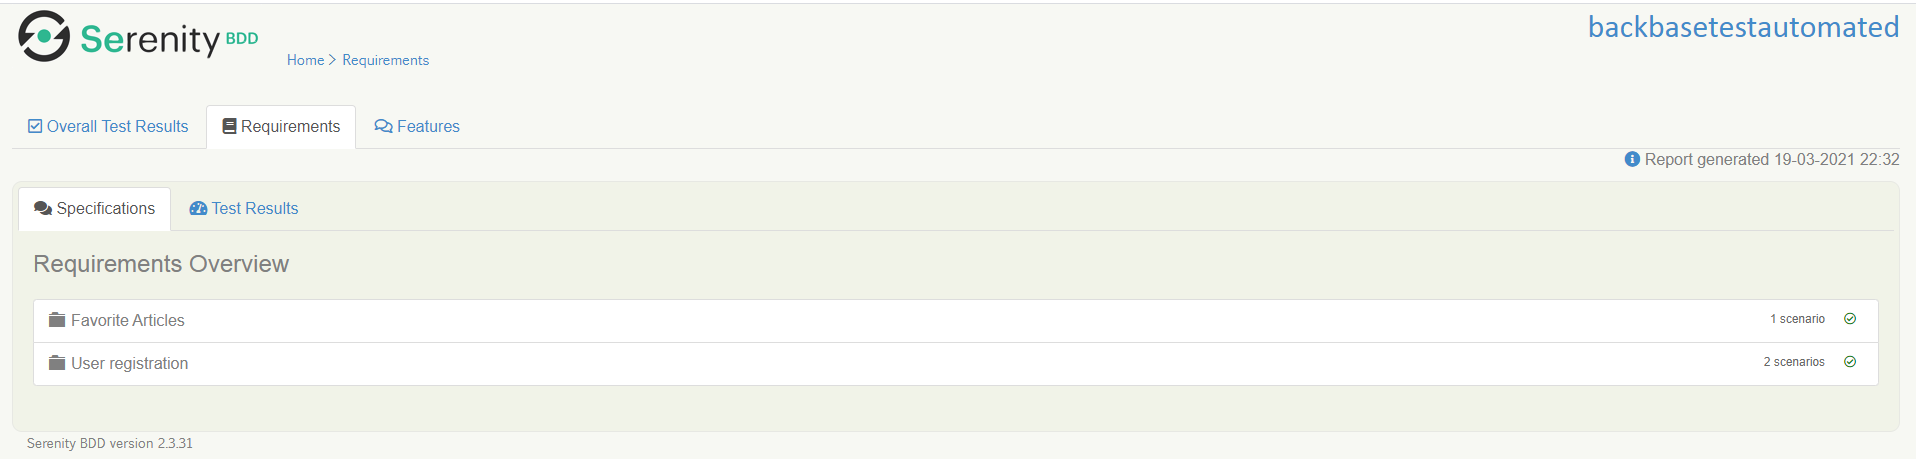 Serenity BDD
backbasetestautomated
Home > Requirements
Overall Test Results
Requirements
Features
Report generated 19-03-2021 22:32
Specifications
Test Results
Requirements Overview
Favorite Articles 1 scenario
User registration 2 scenarios
Serenity BDD version 2.3.31